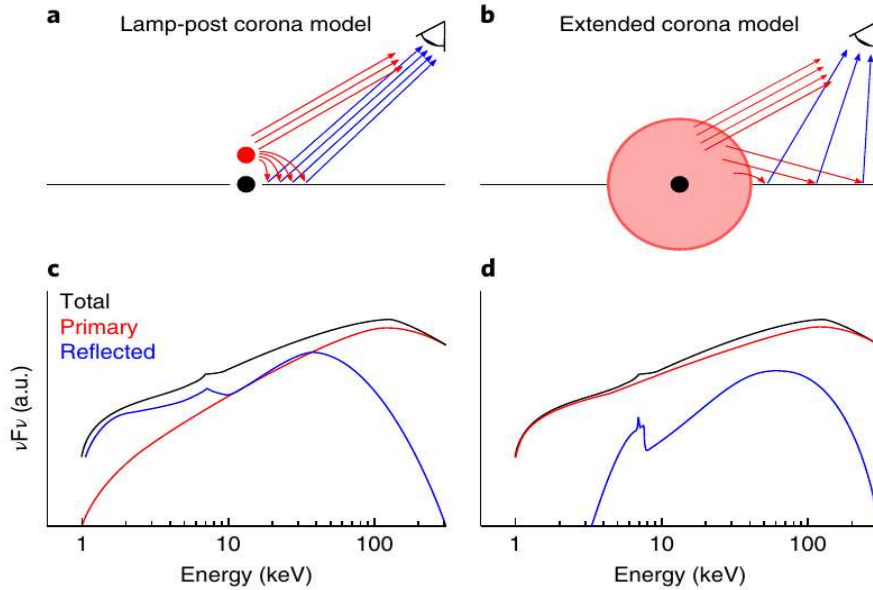 a Lamp-post corona model
b Extended corona model
c
Total
Primary
Reflected
νFν (a.u.)
1 10 100
Energy (keV)
d
1 10 100
Energy (keV)